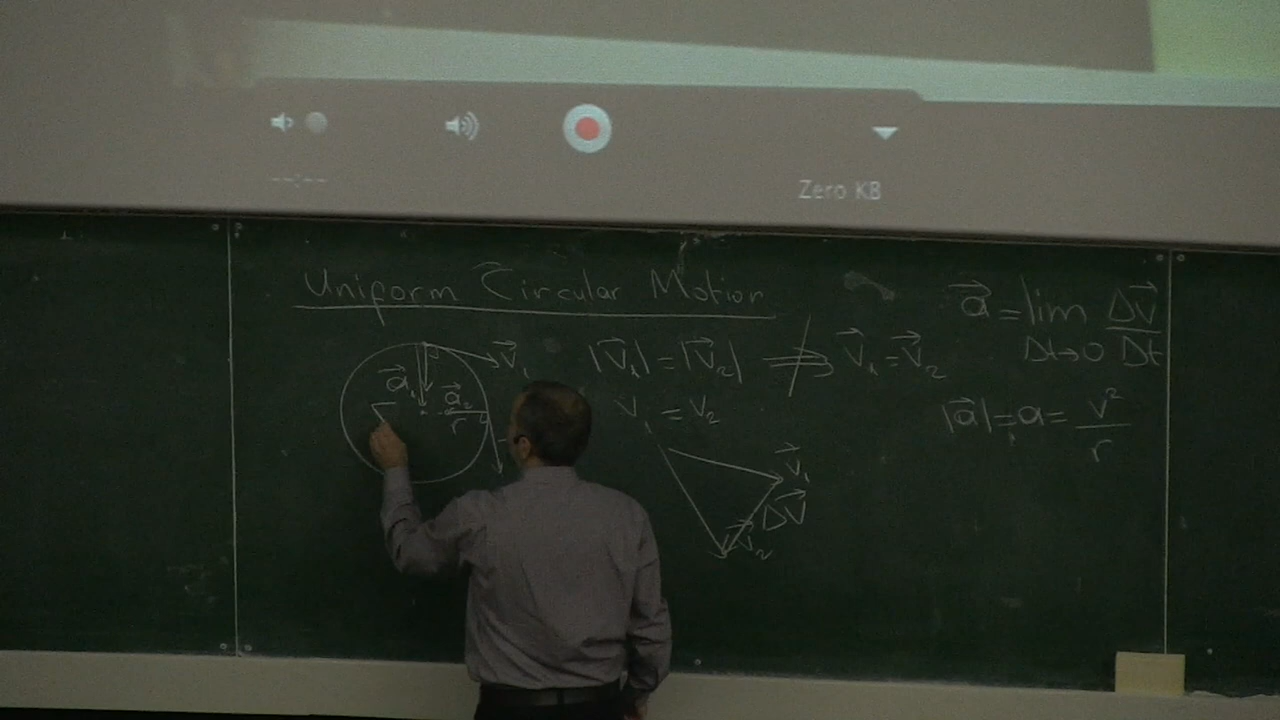 --:--
Zero KB
Uniform Circular Motion
a⃗ = lim Δv⃗
Δt→0 Δt
|v⃗₁| = |v⃗₂| ⇏ v⃗₁ = v⃗₂
v₁ = v₂
|a⃗| = a = v²
r
v⃗₁
a⃗₁
a⃗₂
r
v⃗₁
Δv⃗
v⃗₂